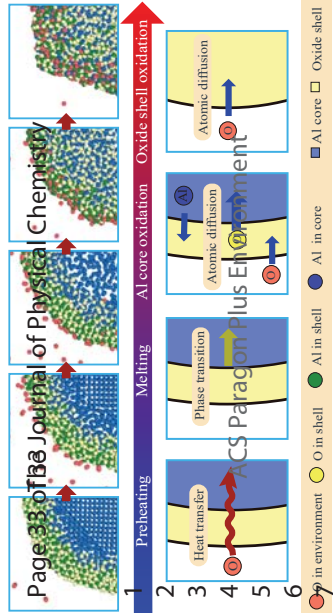 Page 33 of 33
The Journal of Physical Chemistry
1
2
3
4
5
6
Preheating
Melting
Al core oxidation
Oxide shell oxidation
Heat transfer
O
Phase transition
Atomic diffusion
Al
O
O
Atomic diffusion
O
ACS Paragon Plus Environment
O in environment
O in shell
Al in shell
Al in core
Al core
Oxide shell